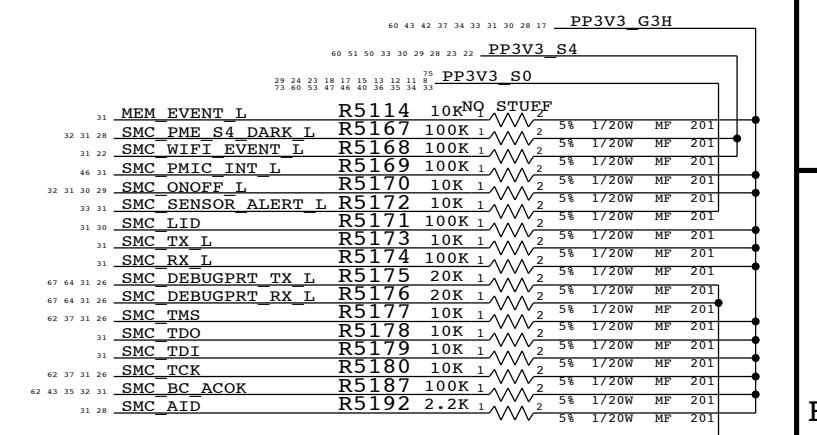 60 43 42 37 34 33 31 30 28 17 PP3V3_G3H
60 51 50 33 30 29 28 23 22 PP3V3_S4
75
29 24 23 18 17 15 13 12 11 8 PP3V3_S0
73 60 53 47 46 40 36 35 34 33
31 MEM_EVENT_L R5114 10K NO STUFF 1 2 5% 1/20W MF 201
32 31 28 SMC_PME_S4_DARK_L R5167 100K 1 2 5% 1/20W MF 201
31 22 SMC_WIFI_EVENT_L R5168 100K 1 2 5% 1/20W MF 201
46 31 SMC_PMIC_INT_L R5169 100K 1 2 5% 1/20W MF 201
32 31 30 29 SMC_ONOFF_L R5170 10K 1 2 5% 1/20W MF 201
33 31 SMC_SENSOR_ALERT_L R5172 10K 1 2 5% 1/20W MF 201
31 30 SMC_LID R5171 100K 1 2 5% 1/20W MF 201
31 SMC_TX_L R5173 10K 1 2 5% 1/20W MF 201
31 SMC_RX_L R5174 100K 1 2 5% 1/20W MF 201
67 64 31 26 SMC_DEBUGPRT_TX_L R5175 20K 1 2 5% 1/20W MF 201
67 64 31 26 SMC_DEBUGPRT_RX_L R5176 20K 1 2 5% 1/20W MF 201
62 37 31 26 SMC_TMS R5177 10K 1 2 5% 1/20W MF 201
31 SMC_TDO R5178 10K 1 2 5% 1/20W MF 201
31 SMC_TDI R5179 10K 1 2 5% 1/20W MF 201
62 37 31 26 SMC_TCK R5180 10K 1 2 5% 1/20W MF 201
62 43 35 32 31 SMC_BC_ACOK R5187 100K 1 2 5% 1/20W MF 201
31 28 SMC_AID R5192 2.2K 1 2 5% 1/20W MF 201